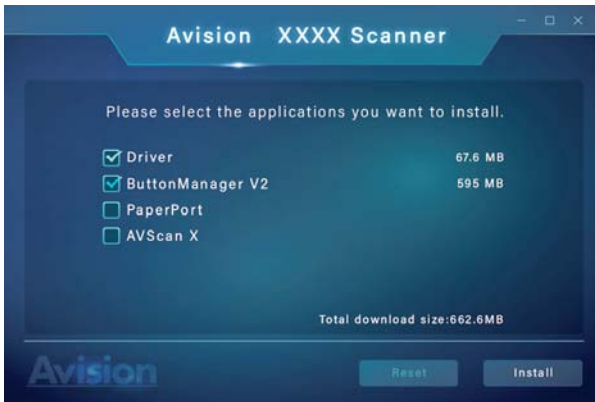 Avision XXXX Scanner
Please select the applications you want to install.
Driver 67.6 MB
ButtonManager V2 595 MB
PaperPort
AVScan X
Total download size:662.6MB
Avision Reset Install